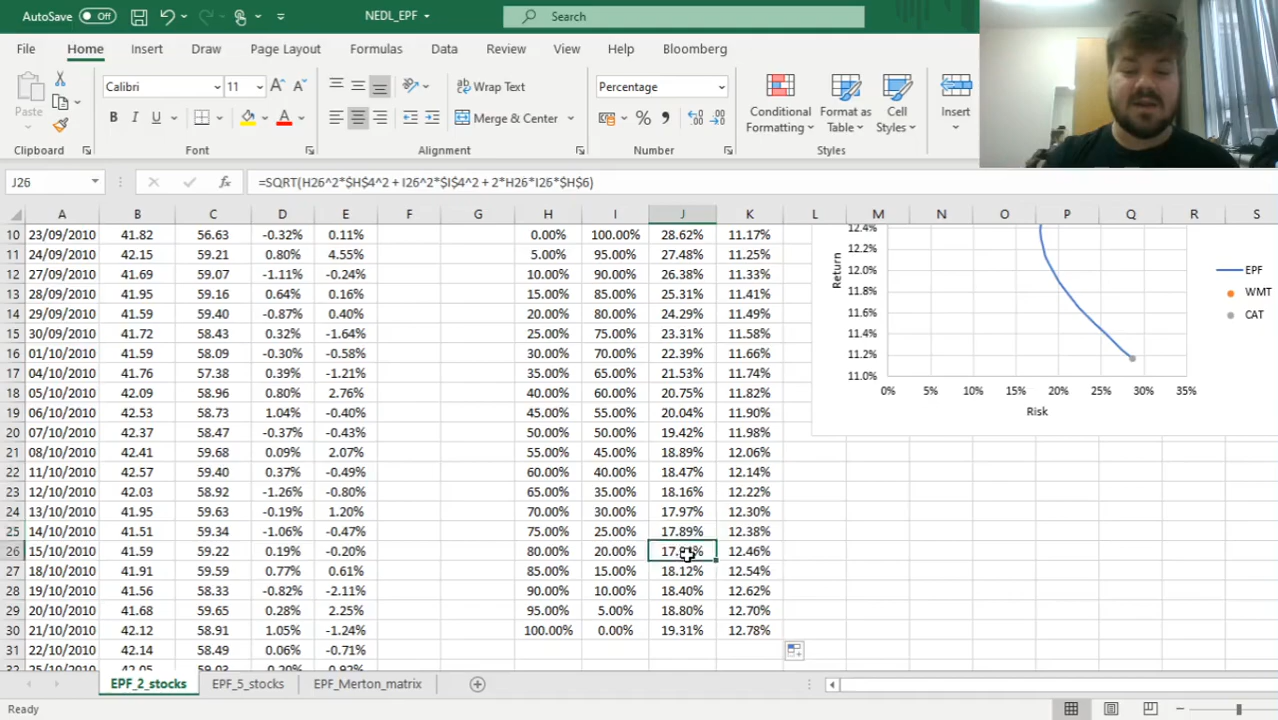 AutoSave Off NEDL_EPF Search
File Home Insert Draw Page Layout Formulas Data Review View Help Bloomberg
Paste Calibri 11 A A Wrap Text Percentage Conditional Formatting Format as Table Cell Styles Insert
B I U A Merge & Center % 9
Clipboard Font Alignment Number Styles
J26 fx =SQRT(H26^2*$H$4^2 + I26^2*$I$4^2 + 2*H26*I26*$H$6)
A B C D E F G H I J K L M N O P Q R S
10 23/09/2010 41.82 56.63 -0.32% 0.11% 0.00% 100.00% 28.62% 11.17%
11 24/09/2010 42.15 59.21 0.80% 4.55% 5.00% 95.00% 27.48% 11.25%
12 27/09/2010 41.69 59.07 -1.11% -0.24% 10.00% 90.00% 26.38% 11.33%
13 28/09/2010 41.95 59.16 0.64% 0.16% 15.00% 85.00% 25.31% 11.41%
14 29/09/2010 41.59 59.40 -0.87% 0.40% 20.00% 80.00% 24.29% 11.49%
15 30/09/2010 41.72 58.43 0.32% -1.64% 25.00% 75.00% 23.31% 11.58%
16 01/10/2010 41.59 58.09 -0.30% -0.58% 30.00% 70.00% 22.39% 11.66%
17 04/10/2010 41.76 57.38 0.39% -1.21% 35.00% 65.00% 21.53% 11.74%
18 05/10/2010 42.09 58.96 0.80% 2.76% 40.00% 60.00% 20.75% 11.82%
19 06/10/2010 42.53 58.73 1.04% -0.40% 45.00% 55.00% 20.04% 11.90%
20 07/10/2010 42.37 58.47 -0.37% -0.43% 50.00% 50.00% 19.42% 11.98%
21 08/10/2010 42.41 59.68 0.09% 2.07% 55.00% 45.00% 18.89% 12.06%
22 11/10/2010 42.57 59.40 0.37% -0.49% 60.00% 40.00% 18.47% 12.14%
23 12/10/2010 42.03 58.92 -1.26% -0.80% 65.00% 35.00% 18.16% 12.22%
24 13/10/2010 41.95 59.63 -0.19% 1.20% 70.00% 30.00% 17.97% 12.30%
25 14/10/2010 41.51 59.34 -1.06% -0.47% 75.00% 25.00% 17.89% 12.38%
26 15/10/2010 41.59 59.22 0.19% -0.20% 80.00% 20.00% 12.46%
27 18/10/2010 41.91 59.59 0.77% 0.61% 85.00% 15.00% 18.12% 12.54%
28 19/10/2010 41.56 58.33 -0.82% -2.11% 90.00% 10.00% 18.40% 12.62%
29 20/10/2010 41.68 59.65 0.28% 2.25% 95.00% 5.00% 18.80% 12.70%
30 21/10/2010 42.12 58.91 1.05% -1.24% 100.00% 0.00% 19.31% 12.78%
31 22/10/2010 42.14 58.49 0.06% -0.71%
12.4%
12.2%
12.0%
11.8%
11.6%
11.4%
11.2%
11.0%
Return
0% 5% 10% 15% 20% 25% 30% 35%
Risk
EPF
WMT
CAT
EPF_2_stocks EPF_5_stocks EPF_Merton_matrix
Ready